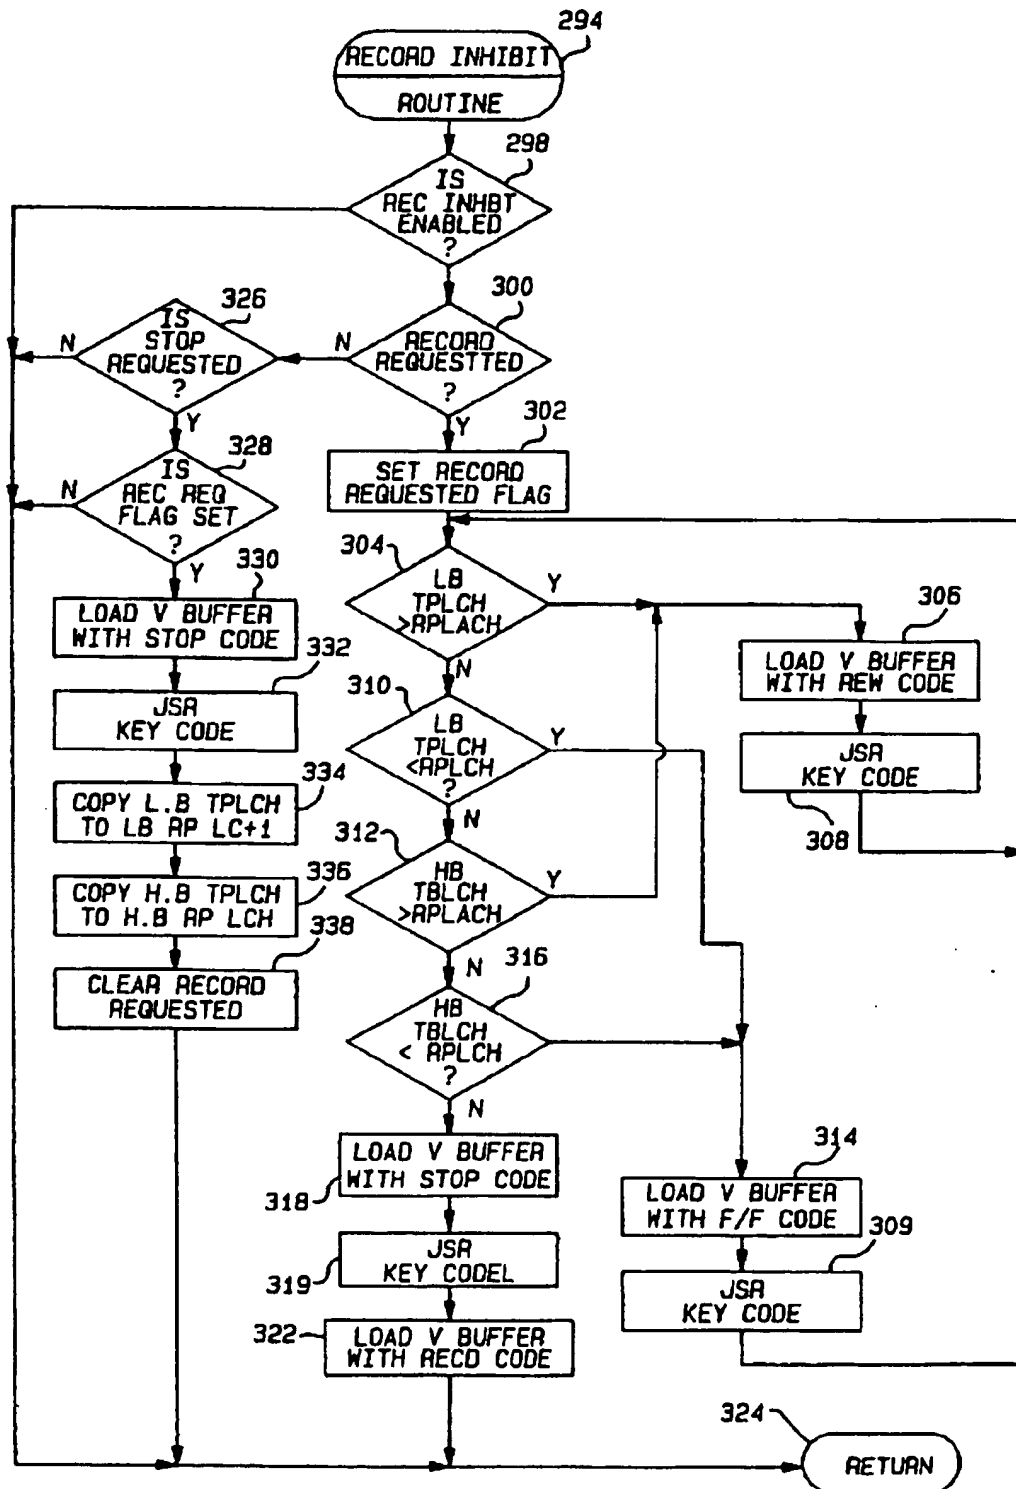 294
RECORD INHIBIT
ROUTINE
298
IS
REC INHBT
ENABLED
?
300
RECORD
REQUESTTED
?
N
Y
326
IS
STOP
REQUESTED
?
N
Y
302
SET RECORD
REQUESTED FLAG
328
IS
REC REQ
FLAG SET
?
N
Y
304
LB
TPLCH
>RPLACH
Y
N
306
LOAD V BUFFER
WITH REW CODE
JSR
KEY CODE
308
330
LOAD V BUFFER
WITH STOP CODE
332
JSR
KEY CODE
334
COPY L.B TPLCH
TO LB RP LC+1
336
COPY H.B TPLCH
TO H.B RP LCH
338
CLEAR RECORD
REQUESTED
310
LB
TPLCH
<RPLCH
?
Y
N
312
HB
TBLCH
>RPLACH
Y
N
316
HB
TBLCH
< RPLCH
?
N
LOAD V BUFFER
WITH STOP CODE
318
JSR
KEY CODEL
319
322
LOAD V BUFFER
WITH RECD CODE
314
LOAD V BUFFER
WITH F/F CODE
309
JSR
KEY CODE
324
RETURN